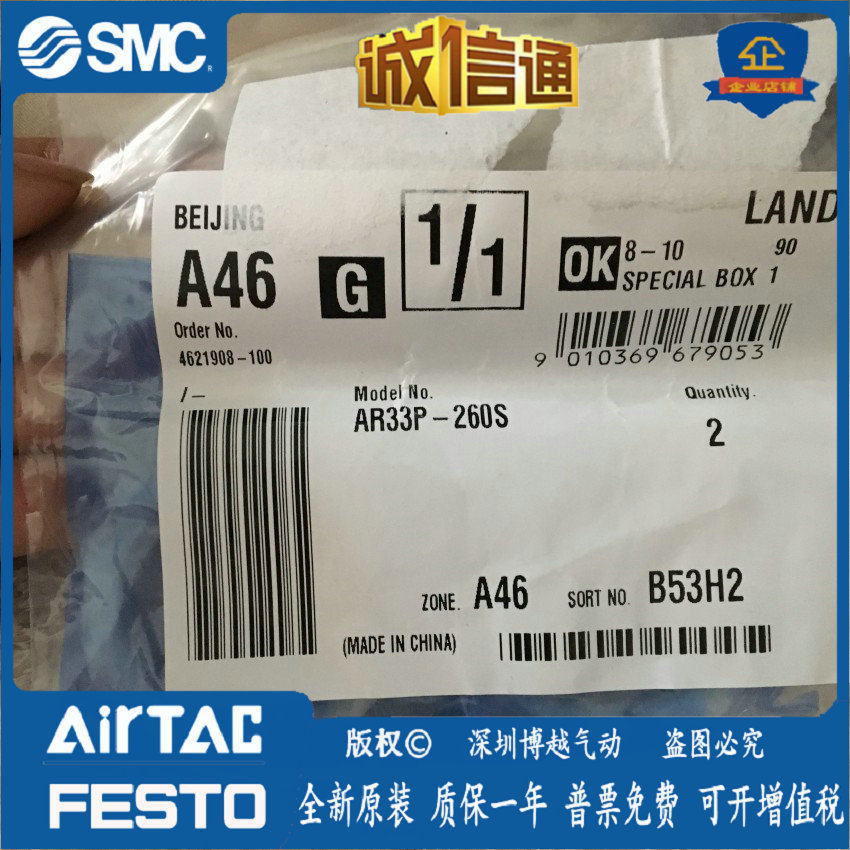 SMC
诚信通
企
企业店铺
BEIJING
A46
G
1/1
LAND
OK
8-10 90
SPECIAL BOX 1
Order No.
4621908-100
9 010369 679053
/-
Model No.
AR33P-260S
Quantity.
2
ZONE. A46 SORT NO. B53H2
(MADE IN CHINA)
AirTAC
版权© 深圳博越气动 盗图必究
FESTO
全新原装 质保一年 普票免费 可开增值税